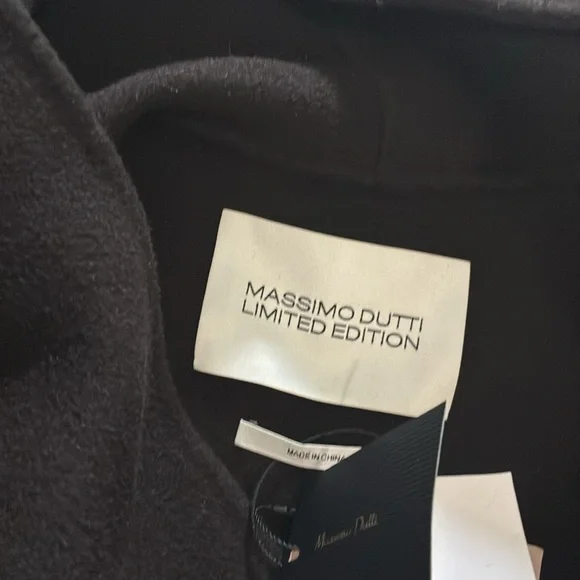 MASSIMO DUTTI
LIMITED EDITION
MADE IN CHINA
Massimo Dutti